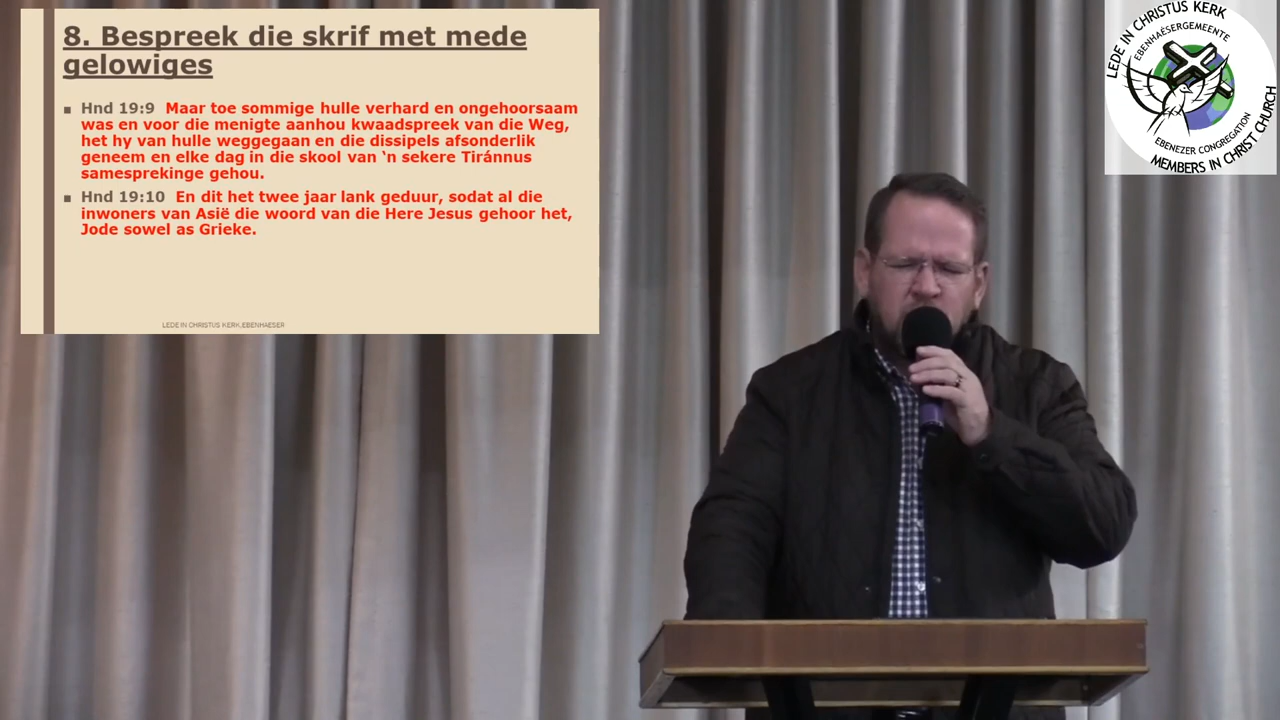 8. Bespreek die skrif met mede
gelowiges
Hnd 19:9 Maar toe sommige hulle verhard en ongehoorsaam
was en voor die menigte aanhou kwaadspreek van die Weg,
het hy van hulle weggegaan en die dissipels afsonderlik
geneem en elke dag in die skool van ‛n sekere Tiránnus
samesprekinge gehou.
Hnd 19:10 En dit het twee jaar lank geduur, sodat al die
inwoners van Asië die woord van die Here Jesus gehoor het,
Jode sowel as Grieke.
LEDE IN CHRISTUS KERK,EBENHAESER
LEDE IN CHRISTUS KERK
EBENHAESERGEMEENTE
EBENEZER CONGREGATION
MEMBERS IN CHRIST CHURCH